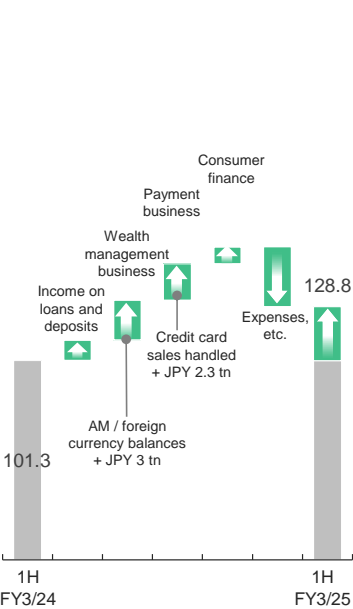 Consumer
finance
Payment
business
Wealth
management
business
Income on
loans and
deposits
128.8
Expenses,
etc.
Credit card
sales handled
+ JPY 2.3 tn
AM / foreign
currency balances
+ JPY 3 tn
101.3
1H
FY3/24
1H
FY3/25